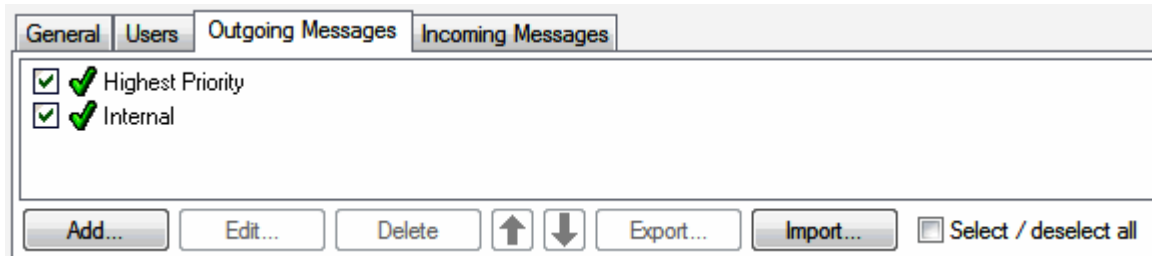 General Users Outgoing Messages Incoming Messages
Highest Priority
Internal
Add... Edit... Delete Export... Import... Select / deselect all